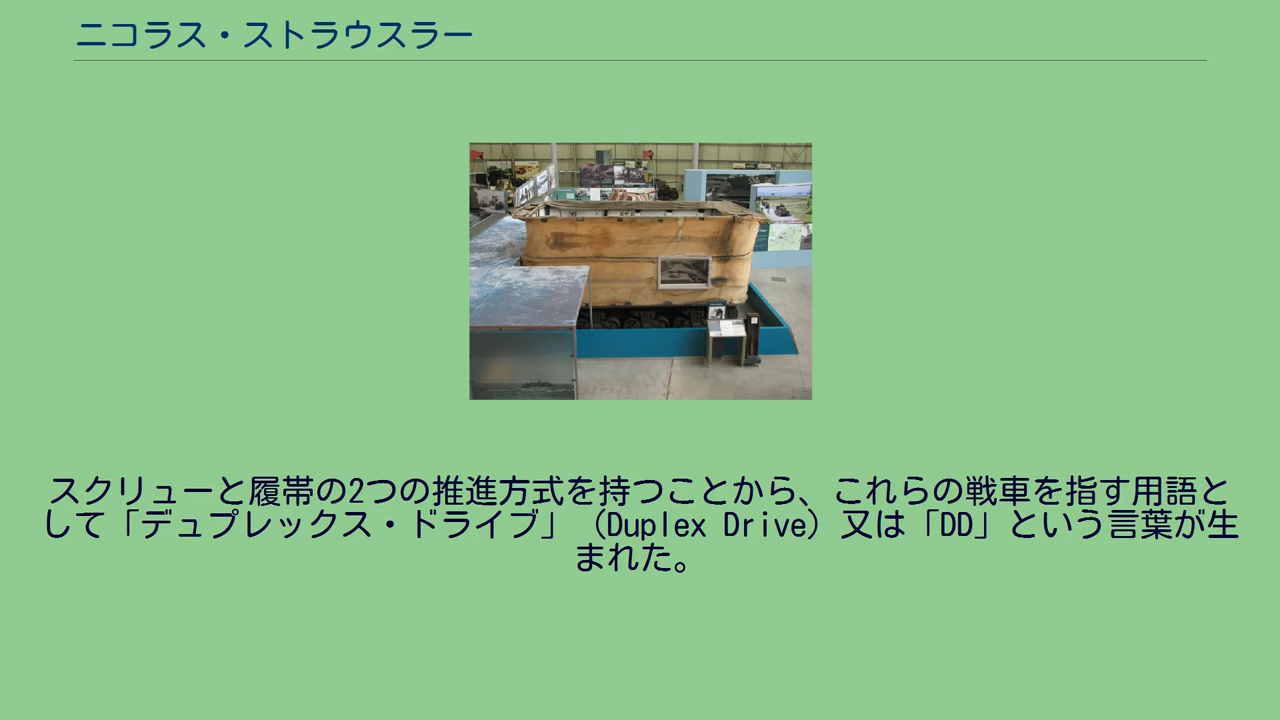 ニコラス・ストラウスラー
スクリューと履帯の2つの推進方式を持つことから、これらの戦車を指す用語と
して「デュプレックス・ドライブ」（Duplex Drive）又は「DD」という言葉が生
まれた。